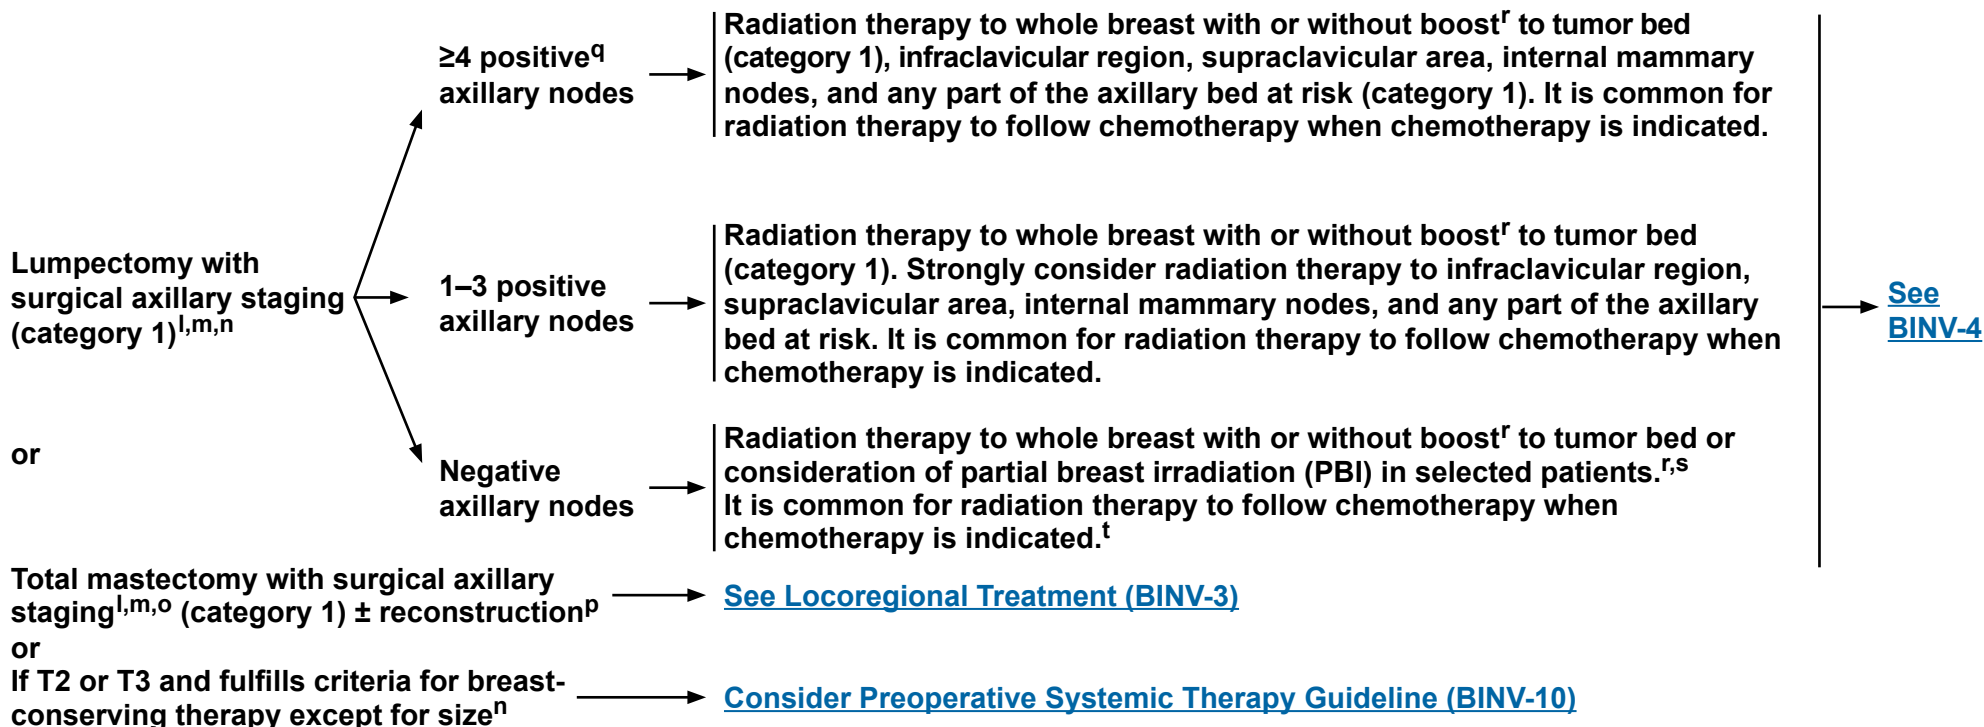 ≥4 positiveq
axillary nodes
Radiation therapy to whole breast with or without boostr to tumor bed
(category 1), infraclavicular region, supraclavicular area, internal mammary
nodes, and any part of the axillary bed at risk (category 1). It is common for
radiation therapy to follow chemotherapy when chemotherapy is indicated.
Lumpectomy with
surgical axillary staging
(category 1)l,m,n
1–3 positive
axillary nodes
Radiation therapy to whole breast with or without boostr to tumor bed
(category 1). Strongly consider radiation therapy to infraclavicular region,
supraclavicular area, internal mammary nodes, and any part of the axillary
bed at risk. It is common for radiation therapy to follow chemotherapy when
chemotherapy is indicated.
See
BINV-4
or
Negative
axillary nodes
Radiation therapy to whole breast with or without boostr to tumor bed or
consideration of partial breast irradiation (PBI) in selected patients.r,s
It is common for radiation therapy to follow chemotherapy when
chemotherapy is indicated.t
Total mastectomy with surgical axillary
stagingl,m,o (category 1) ± reconstructionp
See Locoregional Treatment (BINV-3)
or
If T2 or T3 and fulfills criteria for breast-
conserving therapy except for sizen
Consider Preoperative Systemic Therapy Guideline (BINV-10)